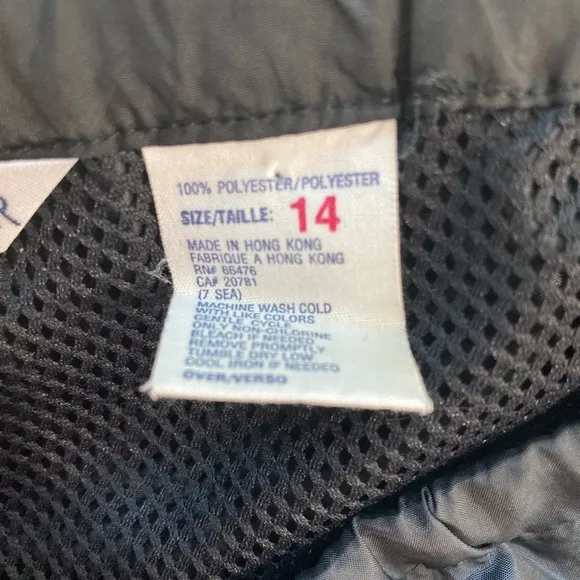 100% POLYESTER/POLYESTER
SIZE/TAILLE: 14
MADE IN HONG KONG
FABRIQUE A HONG KONG
RN# 66476
CA# 20781
(7 SEA)
MACHINE WASH COLD
WITH LIKE COLORS
GENTLE CYCLE
ONLY NON-CHLORINE
BLEACH IF NEEDED
REMOVE PROMPTLY
TUMBLE DRY LOW
COOL IRON IF NEEDED
OVER/VERSO